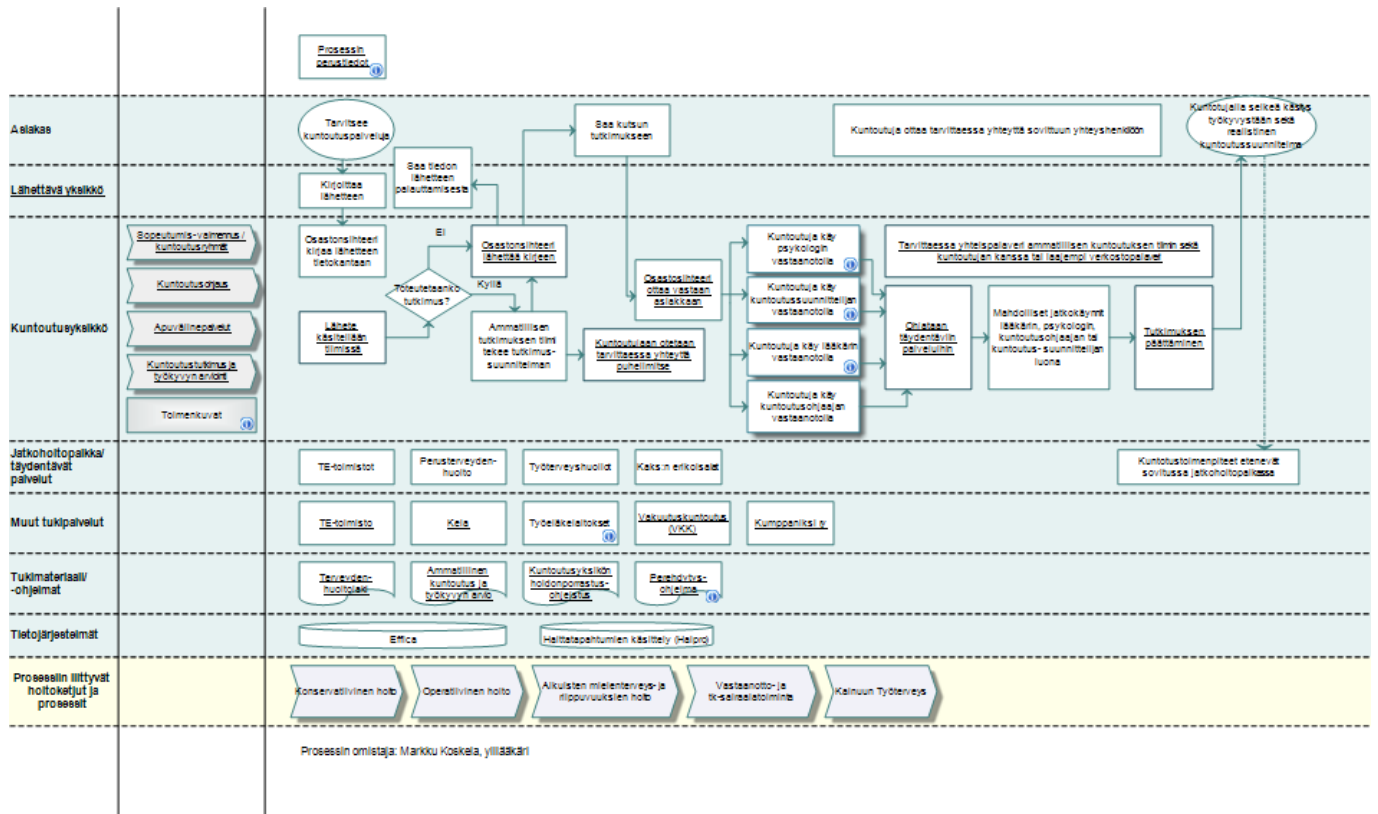 Prosessin
perustiedot
Asiakas
Tarvitsee
kuntoutuspalveluja
Saa kutsun
tutkimukseen
Kuntoutuja ottaa tarvittaessa yhteyttä sovittuun yhteyshenkilöön
Kuntoutujalla selkeä käsitys
työkyvystään sekä
realistinen
kuntoutussuunnitelma
Lähettävä yksikkö
Kirjoittaa
lähetteen
Saa tiedon
lähetteen
palauttamisesta
Kuntoutusyksikkö
Sopeutumis-valmennus /
kuntoutusryhmät
Kuntoutusohjaus
Apuvälinepalvelut
Kuntoutustutkimus ja
työkyvyn arviointi
Toimenkuvat
Osastonsihteeri
kirjaa lähetteen
tietokantaan
Lähete
käsitellään
tiimissä
Toteutetaanko
tutkimus?
Ei
Kyllä
Osastonsihteeri
lähettää kirjeen
Ammatillisen
tutkimuksen tiimi
tekee tutkimus-
suunnitelman
Kuntoutujaan otetaan
tarvittaessa yhteyttä
puhelimitse
Osastosihteeri
ottaa vastaan
asiakkaan
Kuntoutuja käy
psykologin
vastaanotolla
Kuntoutuja käy
kuntoutussuunnittelijan
vastaanotolla
Kuntoutuja käy lääkärin
vastaanotolla
Kuntoutuja käy
kuntoutusohjaajan
vastaanotolla
Tarvittaessa yhteispalaveri ammatillisen kuntoutuksen tiimin sekä
kuntoutujan kanssa tai laajempi verkostopalaveri
Ohjataan
täydentäviin
palveluihin
Mahdolliset jatkokäynnit
lääkärin, psykologin,
kuntoutusohjaajan tai
kuntoutus- suunnittelijan
luona
Tutkimuksen
päättäminen
Jatkohoitopaikka/
täydentävät
palvelut
TE-toimistot
Perusterveyden-
huolto
Työterveyshuollot
Kaks:n erikoisalat
Kuntoutustoimenpiteet etenevät
sovitussa jatkohoitopaikassa
Muut tukipalvelut
TE-toimisto
Kela
Työeläkelaitokset
Vakuutuskuntoutus
(VKK)
Kumppaniksi ry
Tukimateriaali/
-ohjelmat
Terveyden-
huoltolaki
Ammatillinen
kuntoutus ja
työkyvyn arvio
Kuntoutusyksikön
hoidonporrastus-
ohjeistus
Perehdytys-
ohjelma
Tietojärjestelmät
Effica
Haittatapahtumien käsittely (Haipro)
Prosessiin liittyvät
hoitoketjut ja
prosessit
Konservatiivinen hoito
Operatiivinen hoito
Aikuisten mielenterveys- ja
riippuvuuksien hoito
Vastaanotto- ja
tk-sairaalatoiminta
Kainuun Työterveys
Prosessin omistaja: Markku Koskela, ylilääkäri